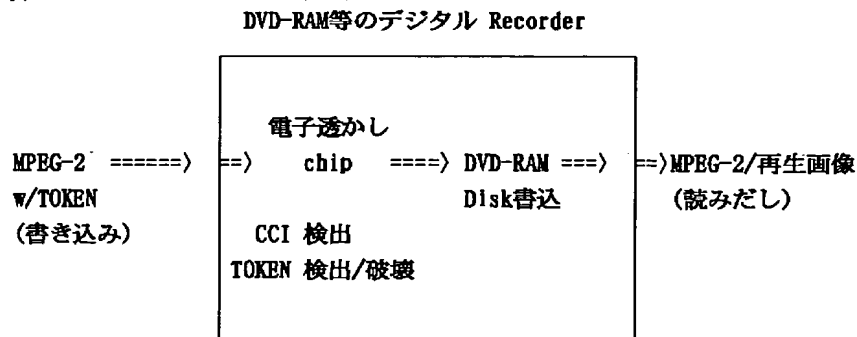 DVD-RAM等のデジタル Recorder
電子透かし
MPEG-2 ======〉 ==〉 chip ====〉 DVD-RAM ===〉 ==〉MPEG-2/再生画像
w/TOKEN Disk書込 (読みだし)
(書き込み) CCI 検出
TOKEN 検出/破壊